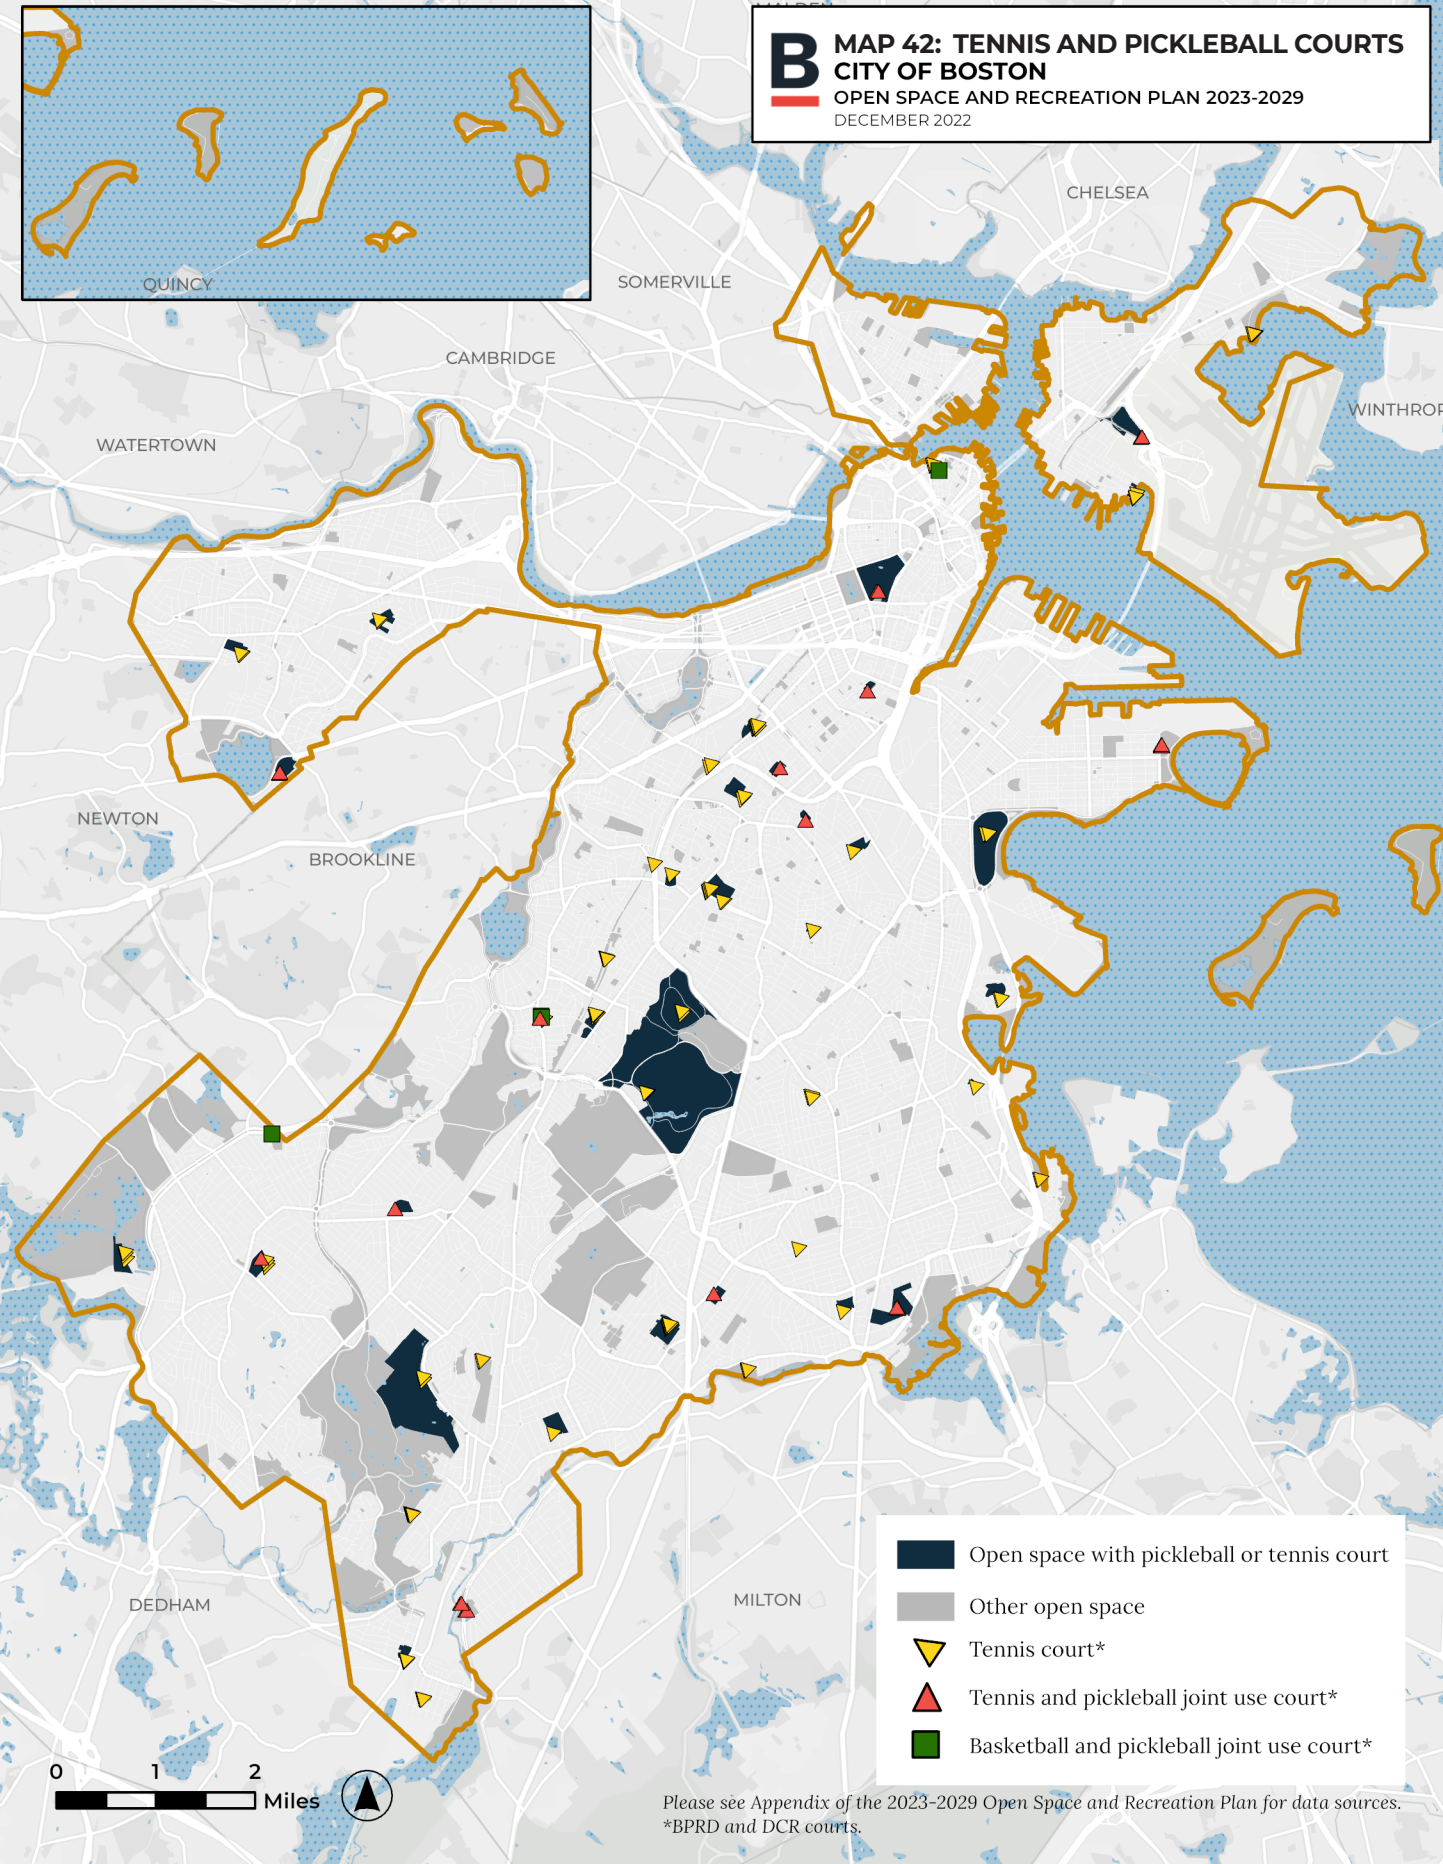 MALDEN
B
MAP 42: TENNIS AND PICKLEBALL COURTS
CITY OF BOSTON
OPEN SPACE AND RECREATION PLAN 2023-2029
DECEMBER 2022
CHELSEA
QUINCY
SOMERVILLE
CAMBRIDGE
WINTHROP
WATERTOWN
NEWTON
BROOKLINE
DEDHAM
MILTON
Open space with pickleball or tennis court
Other open space
Tennis court*
Tennis and pickleball joint use court*
Basketball and pickleball joint use court*
0 1 2
Miles
Please see Appendix of the 2023-2029 Open Space and Recreation Plan for data sources.
*BPRD and DCR courts.